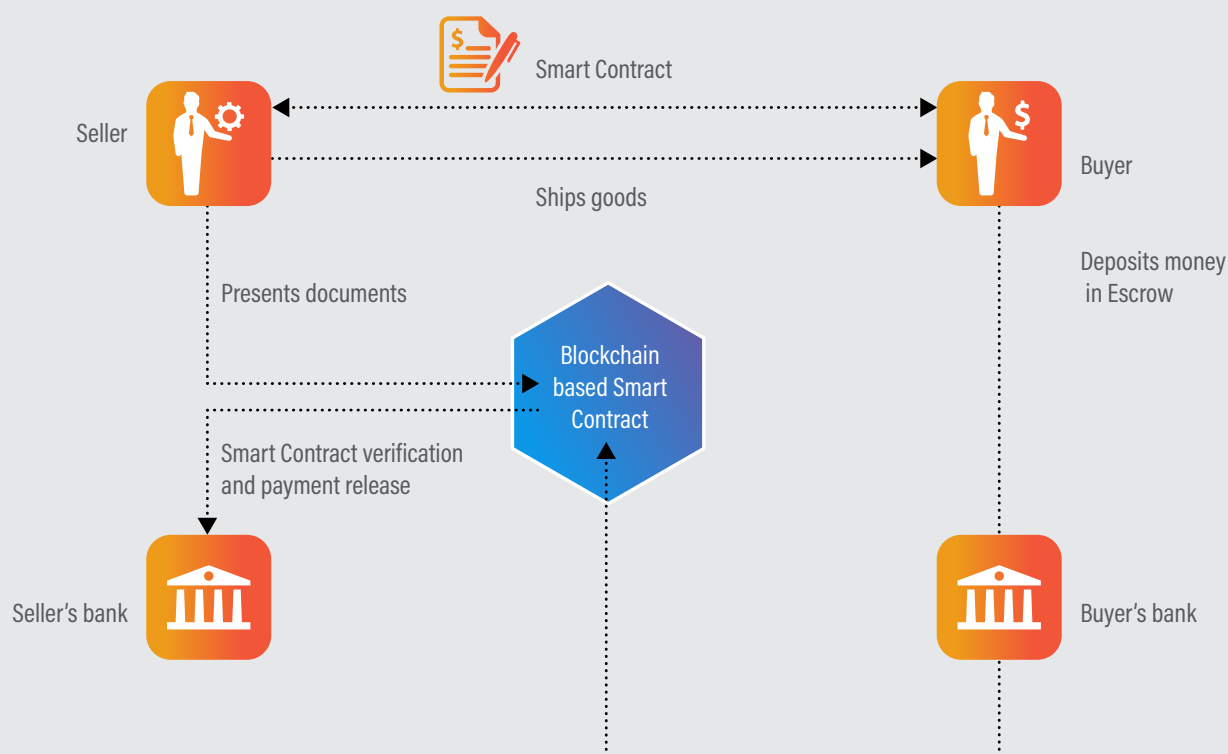 $
Smart Contract
Seller
$
Buyer
Ships goods
Deposits money
in Escrow
Presents documents
Blockchain
based Smart
Contract
Smart Contract verification
and payment release
Seller’s bank
Buyer’s bank